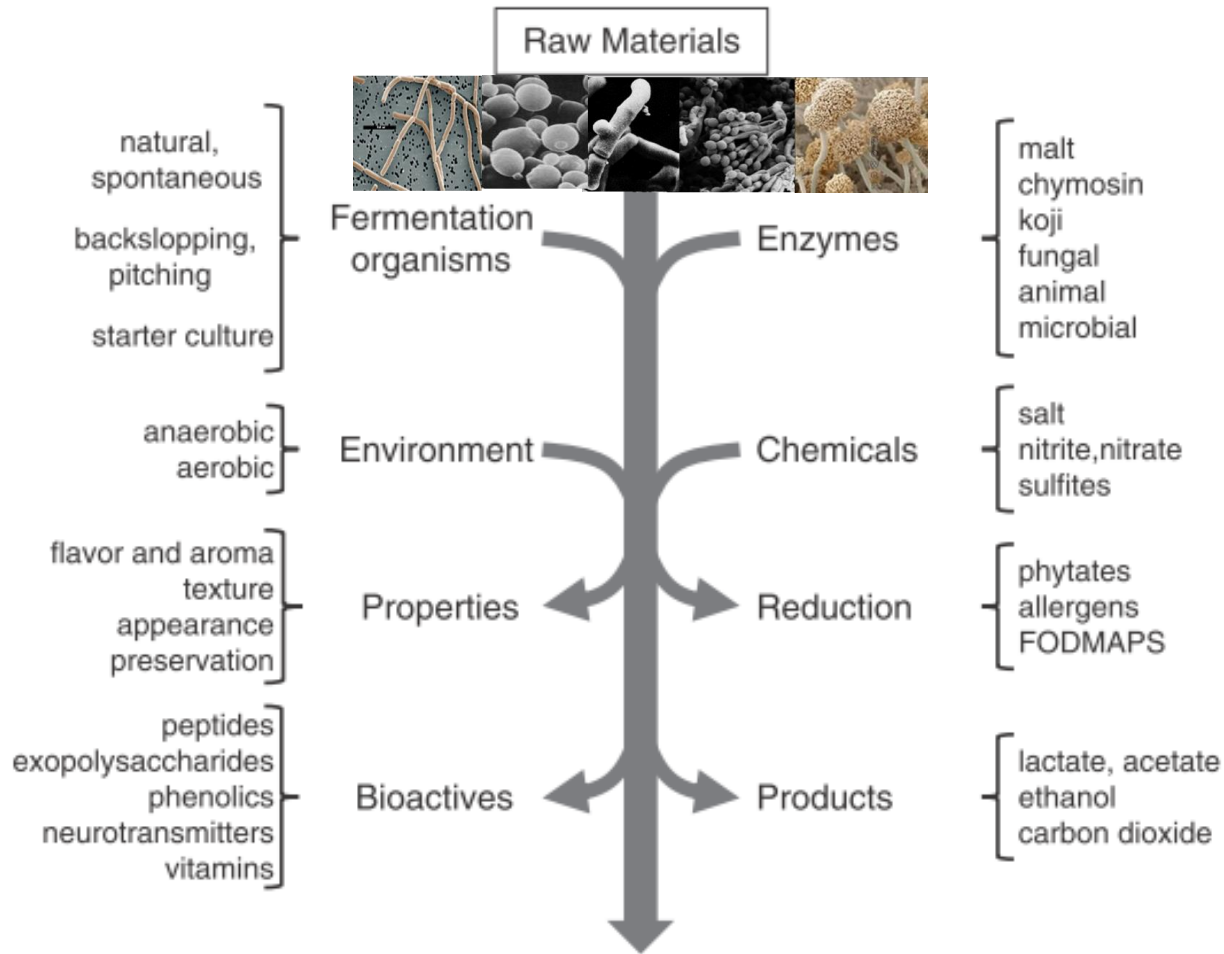 Raw Materials
natural,
spontaneous
backslopping,
pitching
starter culture
Fermentation
organisms
Enzymes
malt
chymosin
koji
fungal
animal
microbial
anaerobic
aerobic
Environment
Chemicals
salt
nitrite,nitrate
sulfites
flavor and aroma
texture
appearance
preservation
Properties
Reduction
phytates
allergens
FODMAPS
peptides
exopolysaccharides
phenolics
neurotransmitters
vitamins
Bioactives
Products
lactate, acetate
ethanol
carbon dioxide